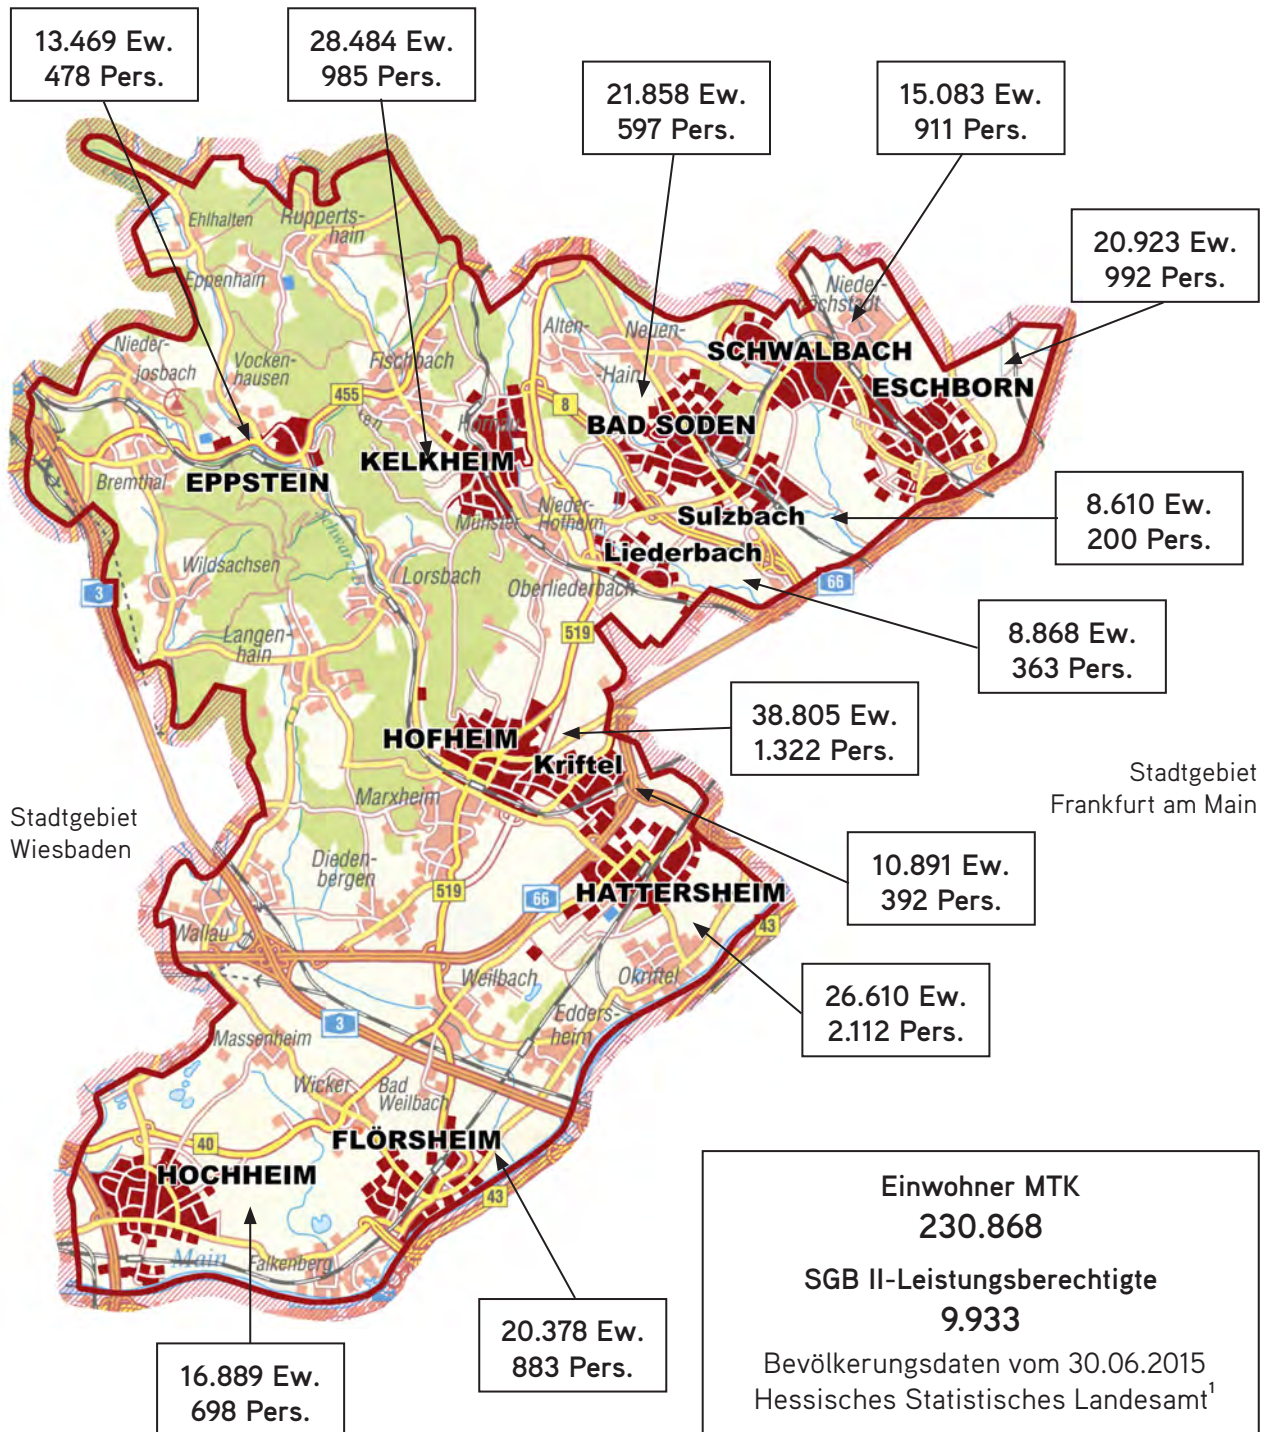 13.469 Ew.
478 Pers.
28.484 Ew.
985 Pers.
21.858 Ew.
597 Pers.
15.083 Ew.
911 Pers.
20.923 Ew.
992 Pers.
Ehlhalten
Rupperts-
hain
Eppenhain
Nieder-
josbach
Vocken-
hausen
Fischbach
455
Alten-
Neuen-
-Hain
Nieder-
höchstadt
SCHWALBACH
ESCHBORN
8
BAD SODEN
Hornau
KELKHEIM
EPPSTEIN
Bremthal
Münster
Nieder-
Hofheim
Sulzbach
Liederbach
8.610 Ew.
200 Pers.
Wildsachsen
Lorsbach
Oberliederbach
3
66
Langen-
hain
519
8.868 Ew.
363 Pers.
38.805 Ew.
1.322 Pers.
HOFHEIM
Kriftel
Marxheim
Stadtgebiet
Wiesbaden
Stadtgebiet
Frankfurt am Main
Dieden-
bergen
519
66
HATTERSHEIM
10.891 Ew.
392 Pers.
43
Wallau
Weilbach
Okriftel
26.610 Ew.
2.112 Pers.
3
Edders-
heim
Massenheim
Wicker
Bad
Weilbach
40
FLÖRSHEIM
HOCHHEIM
43
Main
Falkenberg
20.378 Ew.
883 Pers.
16.889 Ew.
698 Pers.
Einwohner MTK
230.868
SGB II-Leistungsberechtigte
9.933
Bevölkerungsdaten vom 30.06.2015
Hessisches Statistisches Landesamt¹